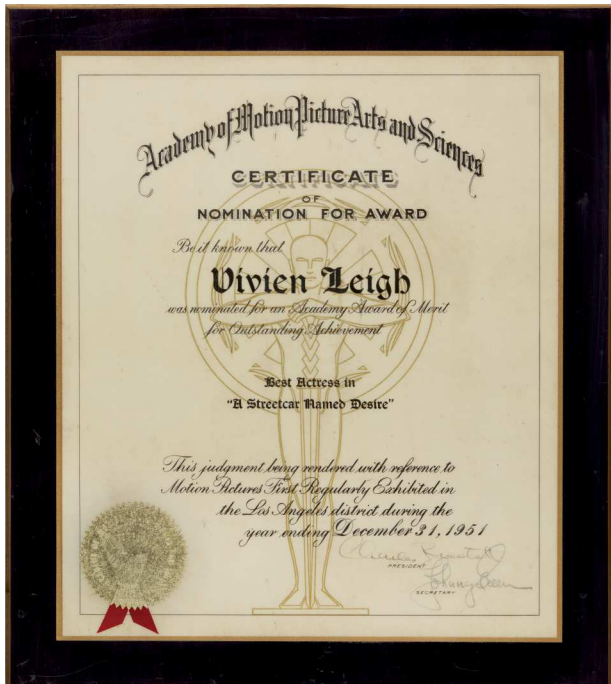 Academy of Motion Picture Arts and Sciences
CERTIFICATE
OF
NOMINATION FOR AWARD
Be it known that
Vivien Leigh
was nominated for an Academy Award of Merit
for Outstanding Achievement
Best Actress in
"A Streetcar Named Desire"
This judgment being rendered with reference to
Motion Pictures First Regularly Exhibited in
the Los Angeles district during the
year ending December 31, 1951
PRESIDENT
Johnny Green
SECRETARY